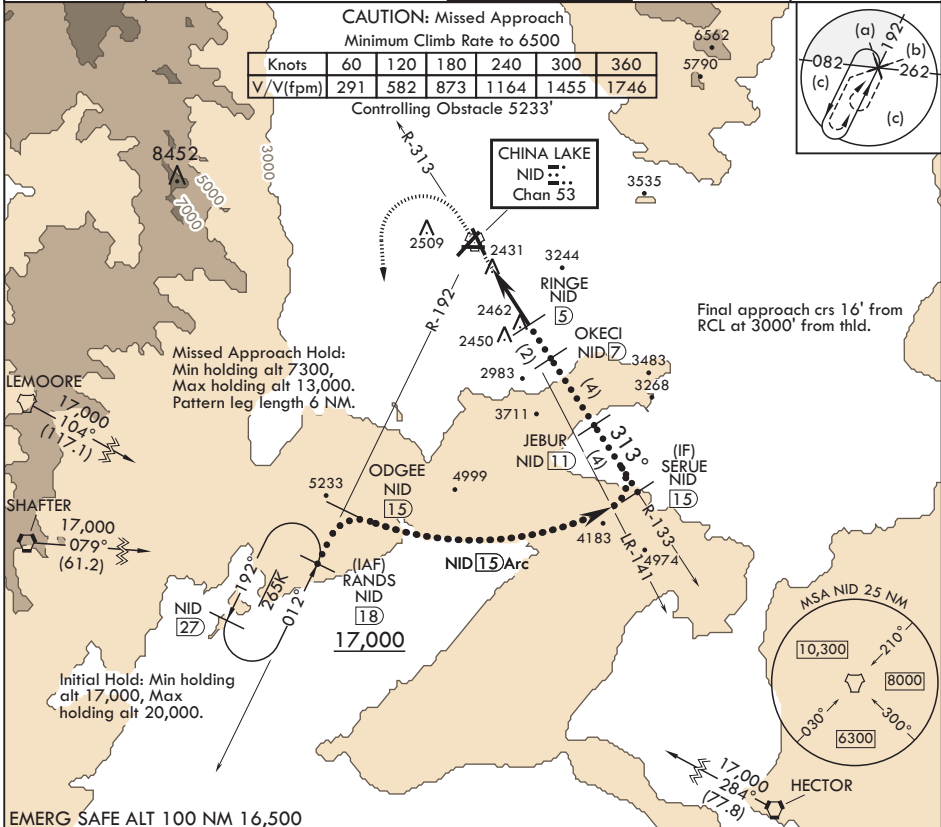 CAUTION: Missed Approach
Minimum Climb Rate to 6500
Knots 60 120 180 240 300 360
V/V(fpm) 291 582 873 1164 1455 1746
Controlling Obstacle 5233'
6562
5790
(a)
192
(b)
082
262
(c)
(c)
R-313
8452
3000
5000
7000
CHINA LAKE
NID
Chan 53
3535
2509
2431
3244
RINGE
NID
5
R-192
2462
2450
(2)
OKECI
NID 7
Final approach crs 16' from
RCL at 3000' from thld.
Missed Approach Hold:
Min holding alt 7300,
Max holding alt 13,000.
Pattern leg length 6 NM.
2983
3483
3268
(4)
LEMOORE
17,000
104°
(117.1)
3711
JEBUR
NID 11
(4)
313°
(IF)
SERUE
NID
15
ODGEE
NID
15
4999
5233
SHAFTER
17,000
079°
(61.2)
NID 15 Arc
4183
R-133
4974
LR-141
(IAF)
RANDS
NID
18
17,000
192°
265K
012°
NID
27
MSA NID 25 NM
10,300
210°
8000
030°
300°
6300
Initial Hold: Min holding
alt 17,000, Max
holding alt 20,000.
17,000
284°
(77.8)
HECTOR
EMERG SAFE ALT 100 NM 16,500